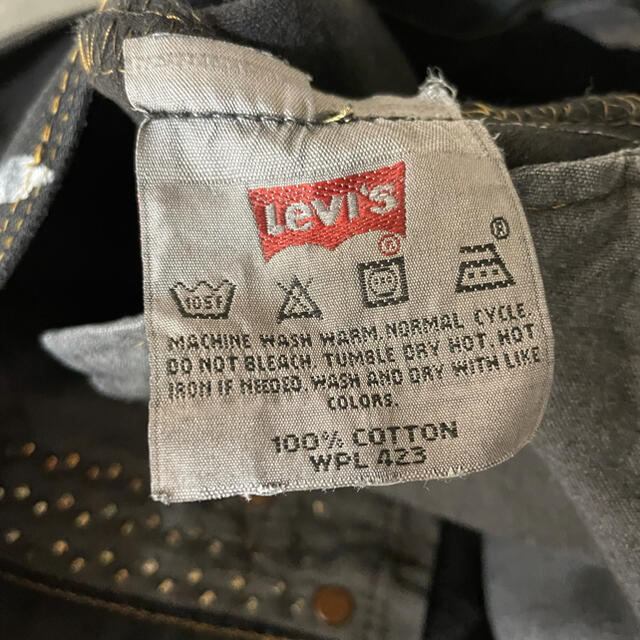 Levi's
®
®
105F
MACHINE WASH WARM, NORMAL CYCLE.
DO NOT BLEACH. TUMBLE DRY HOT. HOT
IRON IF NEEDED. WASH AND DRY WITH LIKE
COLORS.
100% COTTON
WPL 423